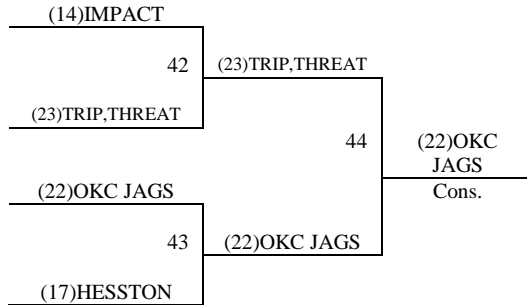 (14)IMPACT
42
(23)TRIP,THREAT
(23)TRIP,THREAT
44
(22)OKC
JAGS
Cons.
(22)OKC JAGS
43
(22)OKC JAGS
(17)HESSTON